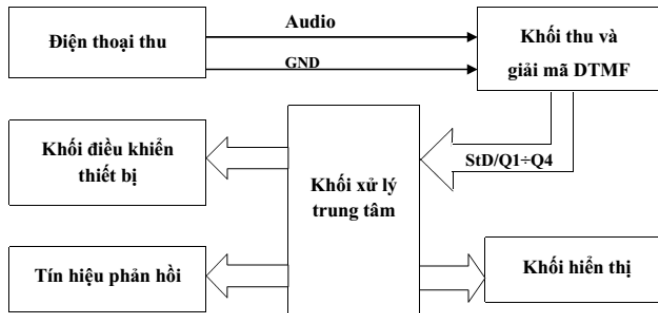 Điện thoại thu
Audio
GND
Khối thu và
giải mã DTMF
StD/Q1÷Q4
Khối điều khiển
thiết bị
Khối xử lý
trung tâm
Tín hiệu phản hồi
Khối hiển thị